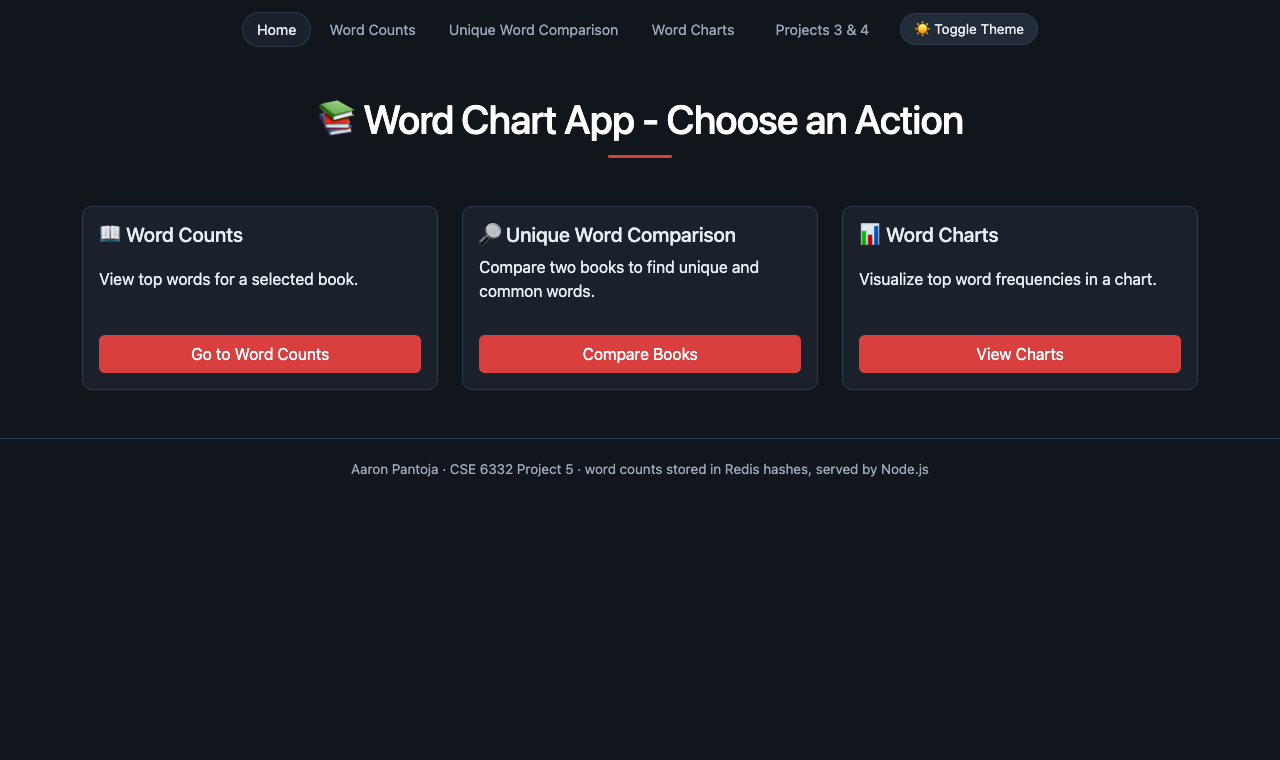 Home
Word Counts
Unique Word Comparison
Word Charts
Projects 3 & 4
☀️ Toggle Theme
📚 Word Chart App - Choose an Action
📖 Word Counts
View top words for a selected book.
Go to Word Counts
🔎 Unique Word Comparison
Compare two books to find unique and
common words.
Compare Books
📊 Word Charts
Visualize top word frequencies in a chart.
View Charts
Aaron Pantoja · CSE 6332 Project 5 · word counts stored in Redis hashes, served by Node.js